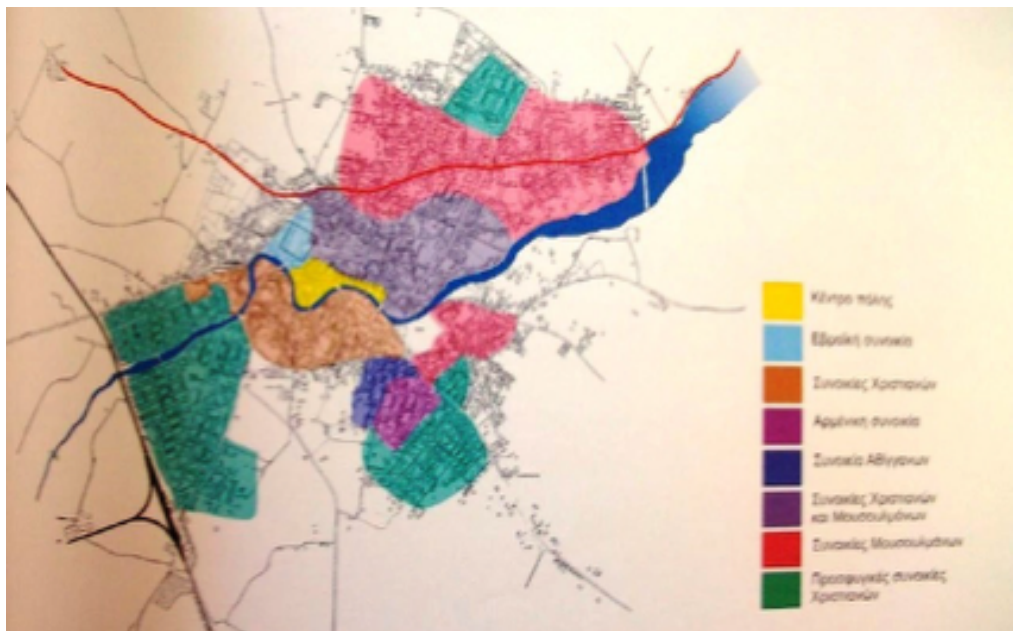 Κέντρο πόλης
Εβραϊκή συνοικία
Συνοικίες Χριστιανών
Αρμένικη συνοικία
Συνοικία Αθίγγανων
Συνοικίες Χριστιανών
και Μουσουλμάνων
Συνοικίες Μουσουλμάνων
Προσφυγικές συνοικίες
Χριστιανών